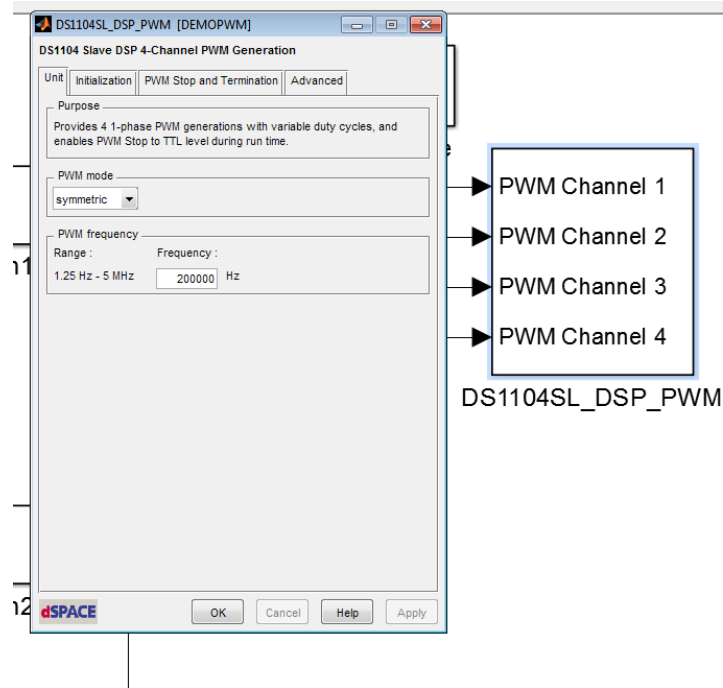 DS1104SL_DSP_PWM [DEMOPWM]
DS1104 Slave DSP 4-Channel PWM Generation
Unit Initialization PWM Stop and Termination Advanced
Purpose
Provides 4 1-phase PWM generations with variable duty cycles, and
enables PWM Stop to TTL level during run time.
PWM mode
symmetric
PWM frequency
Range : Frequency :
1.25 Hz - 5 MHz 200000 Hz
dSPACE OK Cancel Help Apply
PWM Channel 1
PWM Channel 2
PWM Channel 3
PWM Channel 4
DS1104SL_DSP_PWM